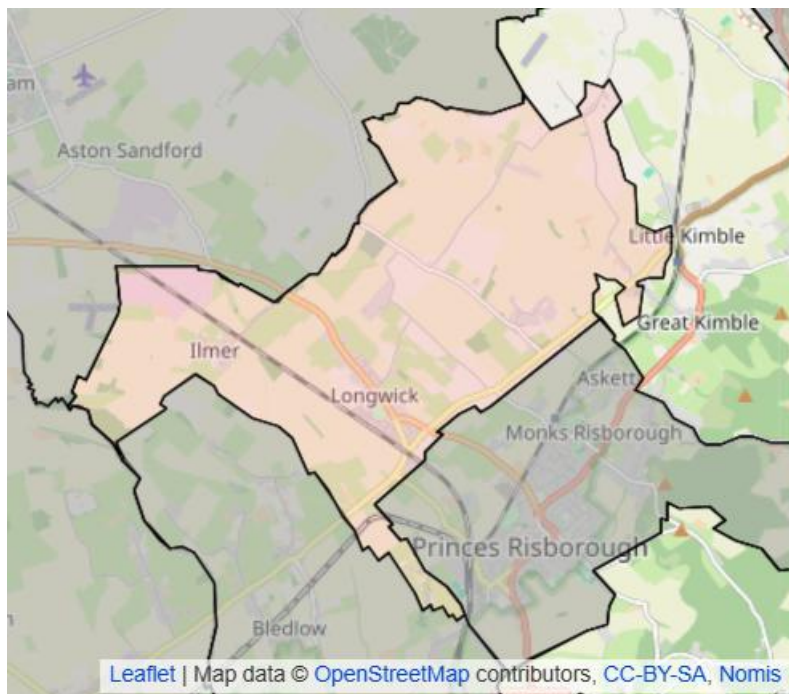 am
Aston Sandford
Little Kimble
Great Kimble
Ilmer
Askett
Longwick
Monks Risborough
Princes Risborough
Bledlow
Leaflet | Map data © OpenStreetMap contributors, CC-BY-SA, Nomis